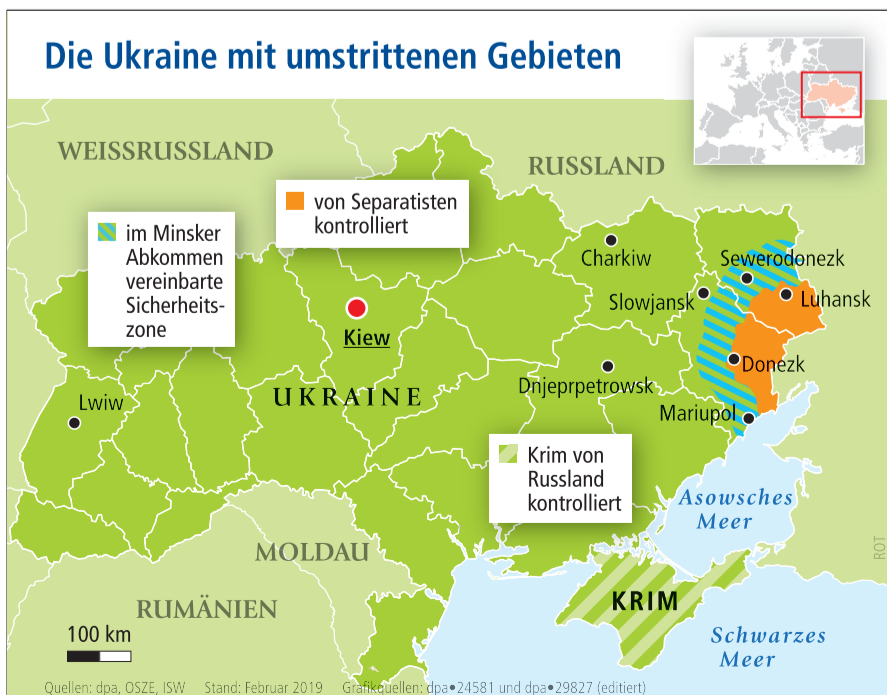 Die Ukraine mit umstrittenen Gebieten
WEISSRUSSLAND
RUSSLAND
von Separatisten
kontrolliert
im Minsker
Abkommen
vereinbarte
Sicherheits-
zone
Charkiw
Sewerodonezk
Slowjansk
Luhansk
Kiew
Donezk
Dnjeprpetrowsk
UKRAINE
Lwiw
Mariupol
Krim von
Russland
kontrolliert
Asowsches
Meer
MOLDAU
ROT
RUMÄNIEN
KRIM
100 km
Schwarzes
Meer
Quellen: dpa, OSZE, ISW Stand: Februar 2019 Grafikquellen: dpa•24581 und dpa•29827 (editiert)